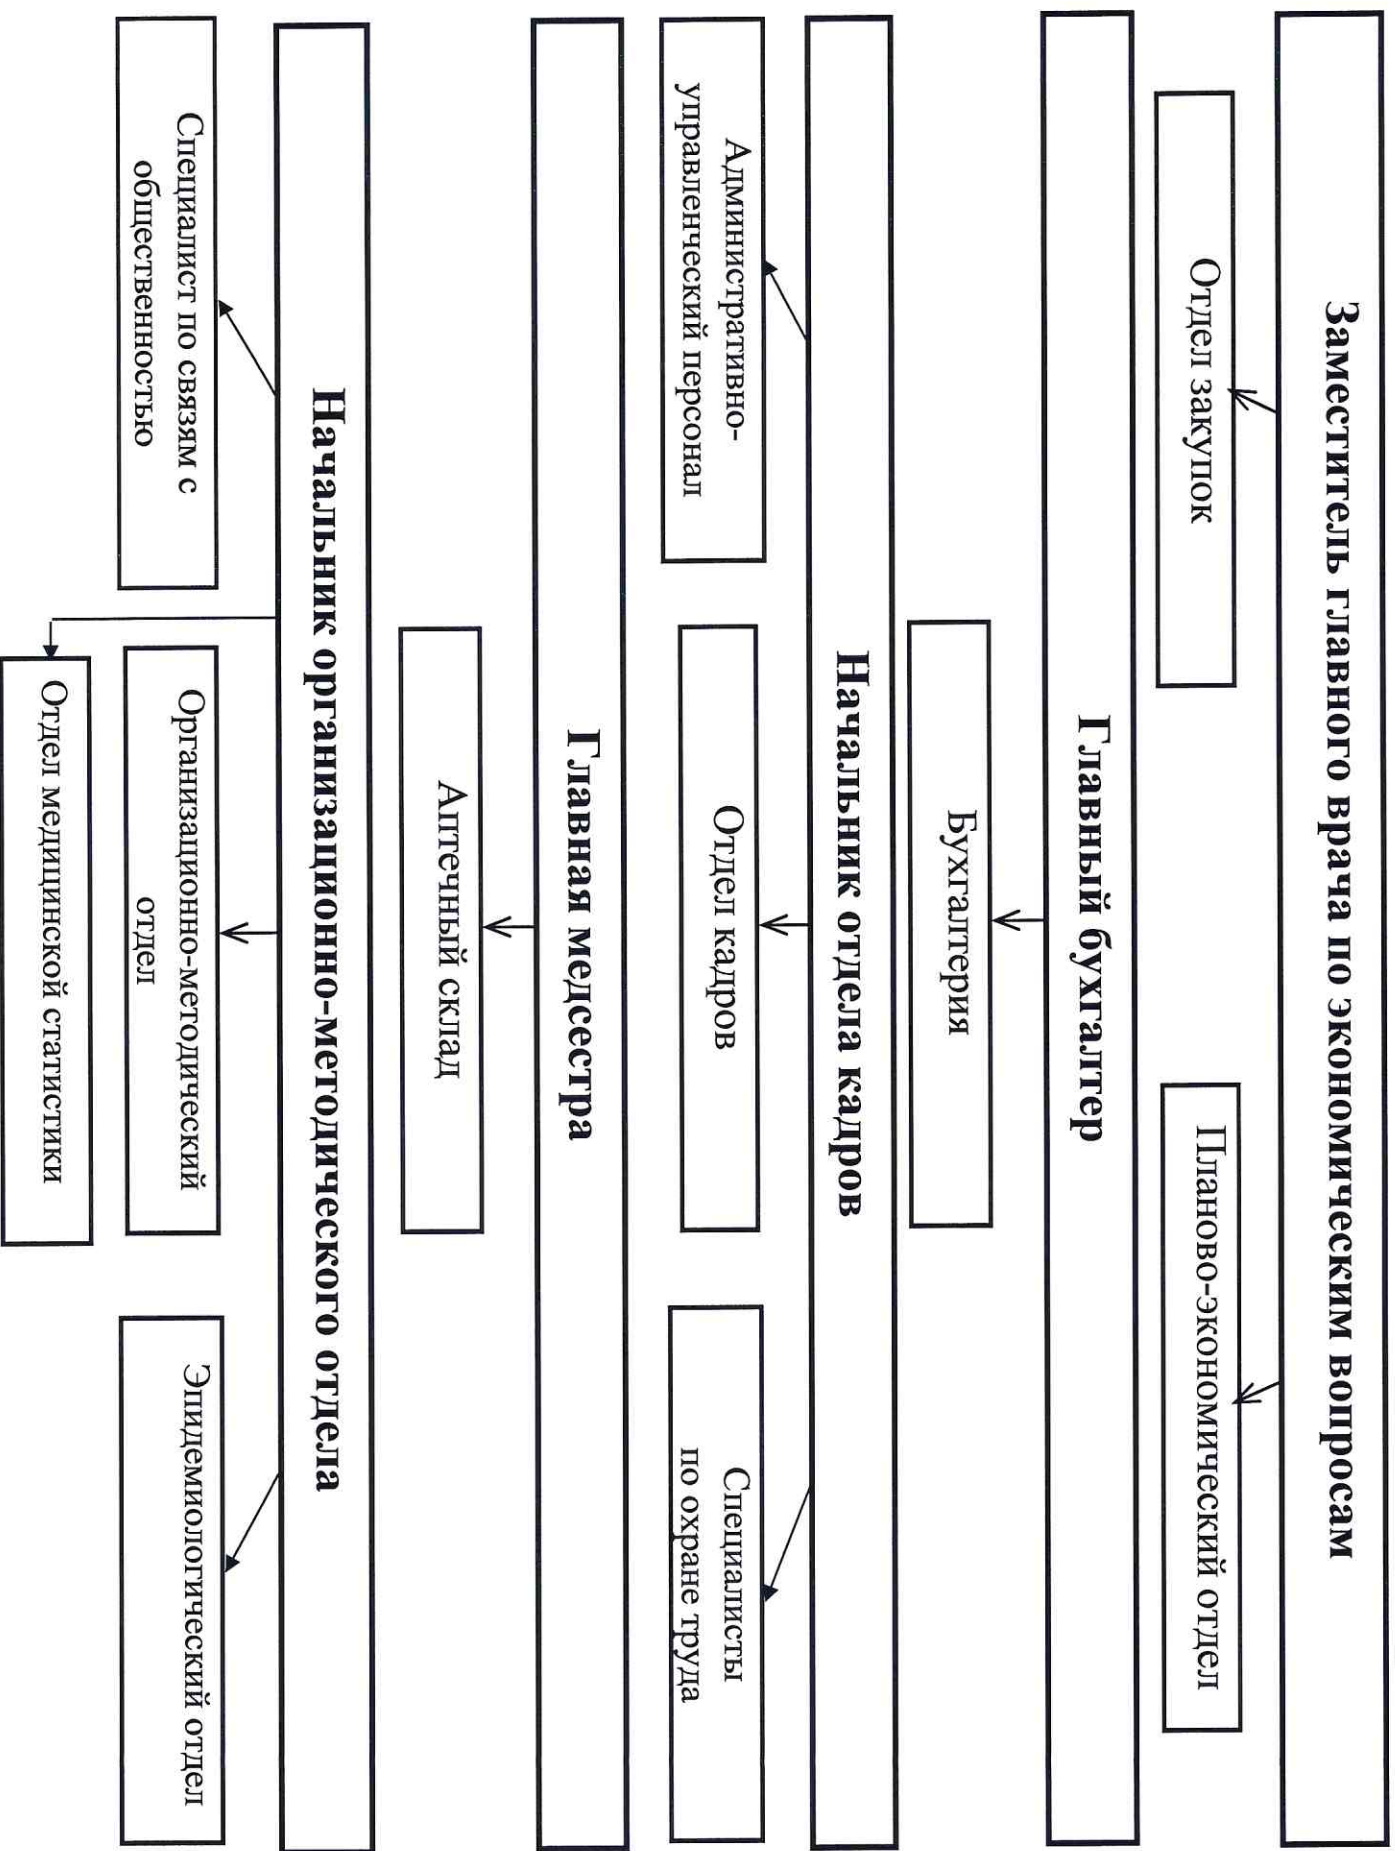 Заместитель главного врача по экономическим вопросам
Отдел закупок
Планово-экономический отдел
Главный бухгалтер
Бухгалтерия
Начальник отдела кадров
Административно-
управленческий персонал
Отдел кадров
Специалисты
по охране труда
Главная медсестра
Аптечный склад
Начальник организационно-методического отдела
Специалист по связям с
общественностью
Организационно-методический
отдел
Эпидемиологический отдел
Отдел медицинской статистики